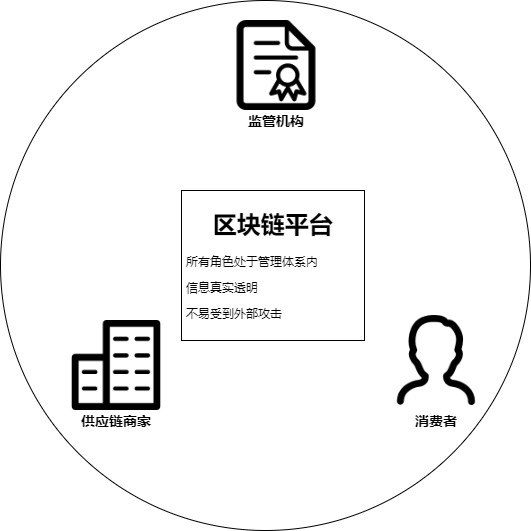 监管机构
区块链平台
所有角色处于管理体系内
信息真实透明
不易受到外部攻击
供应链商家
消费者